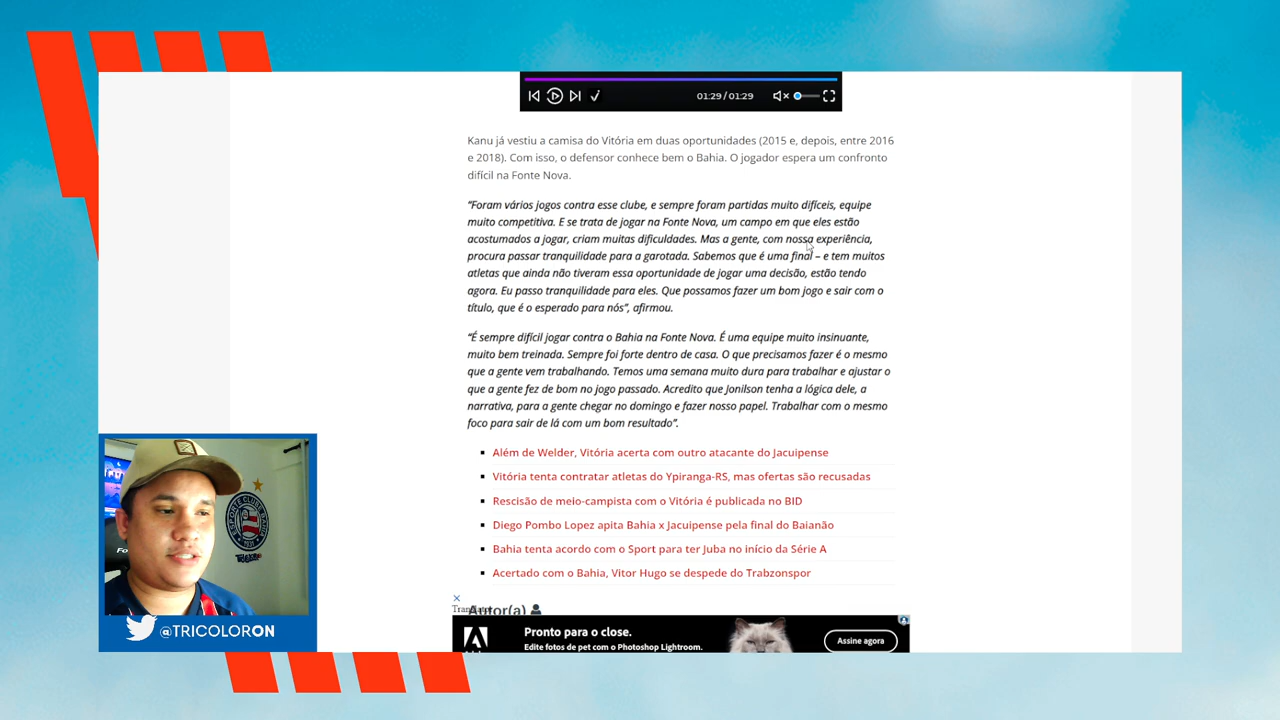 01:29 / 01:29
Kanu já vestiu a camisa do Vitória em duas oportunidades (2015 e, depois, entre 2016
e 2018). Com isso, o defensor conhece bem o Bahia. O jogador espera um confronto
difícil na Fonte Nova.
“Foram vários jogos contra esse clube, e sempre foram partidas muito difíceis, equipe
muito competitiva. E se trata de jogar na Fonte Nova, um campo em que eles estão
acostumados a jogar, criam muitas dificuldades. Mas a gente, com nossa experiência,
procura passar tranquilidade para a garotada. Sabemos que é uma final – e tem muitos
atletas que ainda não tiveram essa oportunidade de jogar uma decisão, estão tendo
agora. Eu passo tranquilidade para eles. Que possamos fazer um bom jogo e sair com o
título, que é o esperado para nós”, afirmou.
“É sempre difícil jogar contra o Bahia na Fonte Nova. É uma equipe muito insinuante,
muito bem treinada. Sempre foi forte dentro de casa. O que precisamos fazer é o mesmo
que a gente vem trabalhando. Temos uma semana muito dura para trabalhar e ajustar o
que a gente fez de bom no jogo passado. Acredito que Jonilson tenha a lógica dele, a
narrativa, para a gente chegar no domingo e fazer nosso papel. Trabalhar com o mesmo
foco para sair de lá com um bom resultado”.
Além de Welder, Vitória acerta com outro atacante do Jacuipense
Vitória tenta contratar atletas do Ypiranga-RS, mas ofertas são recusadas
Rescisão de meio-campista com o Vitória é publicada no BID
Diego Pombo Lopez apita Bahia x Jacuipense pela final do Baianão
Bahia tenta acordo com o Sport para ter Juba no início da Série A
Acertado com o Bahia, Vitor Hugo se despede do Trabzonspor
Autor(a)
Pronto para o close.
Edite fotos de pet com o Photoshop Lightroom.
Assine agora
ESPORTE CLUBE BAHIA
1931
@TRICOLORON